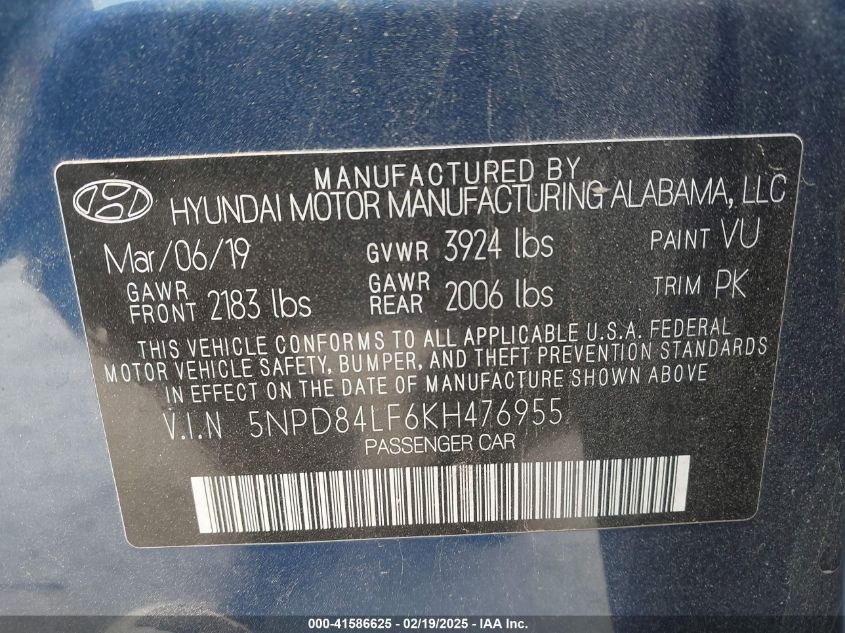 MANUFACTURED BY
HYUNDAI MOTOR MANUFACTURING ALABAMA, LLC
Mar/06/19 GVWR 3924 lbs PAINT VU
GAWR FRONT 2183 lbs GAWR REAR 2006 lbs TRIM PK
THIS VEHICLE CONFORMS TO ALL APPLICABLE U.S.A. FEDERAL
MOTOR VEHICLE SAFETY, BUMPER, AND THEFT PREVENTION STANDARDS
IN EFFECT ON THE DATE OF MANUFACTURE SHOWN ABOVE
V.I.N 5NPD84LF6KH476955
PASSENGER CAR
000-41586625 - 02/19/2025 - IAA Inc.